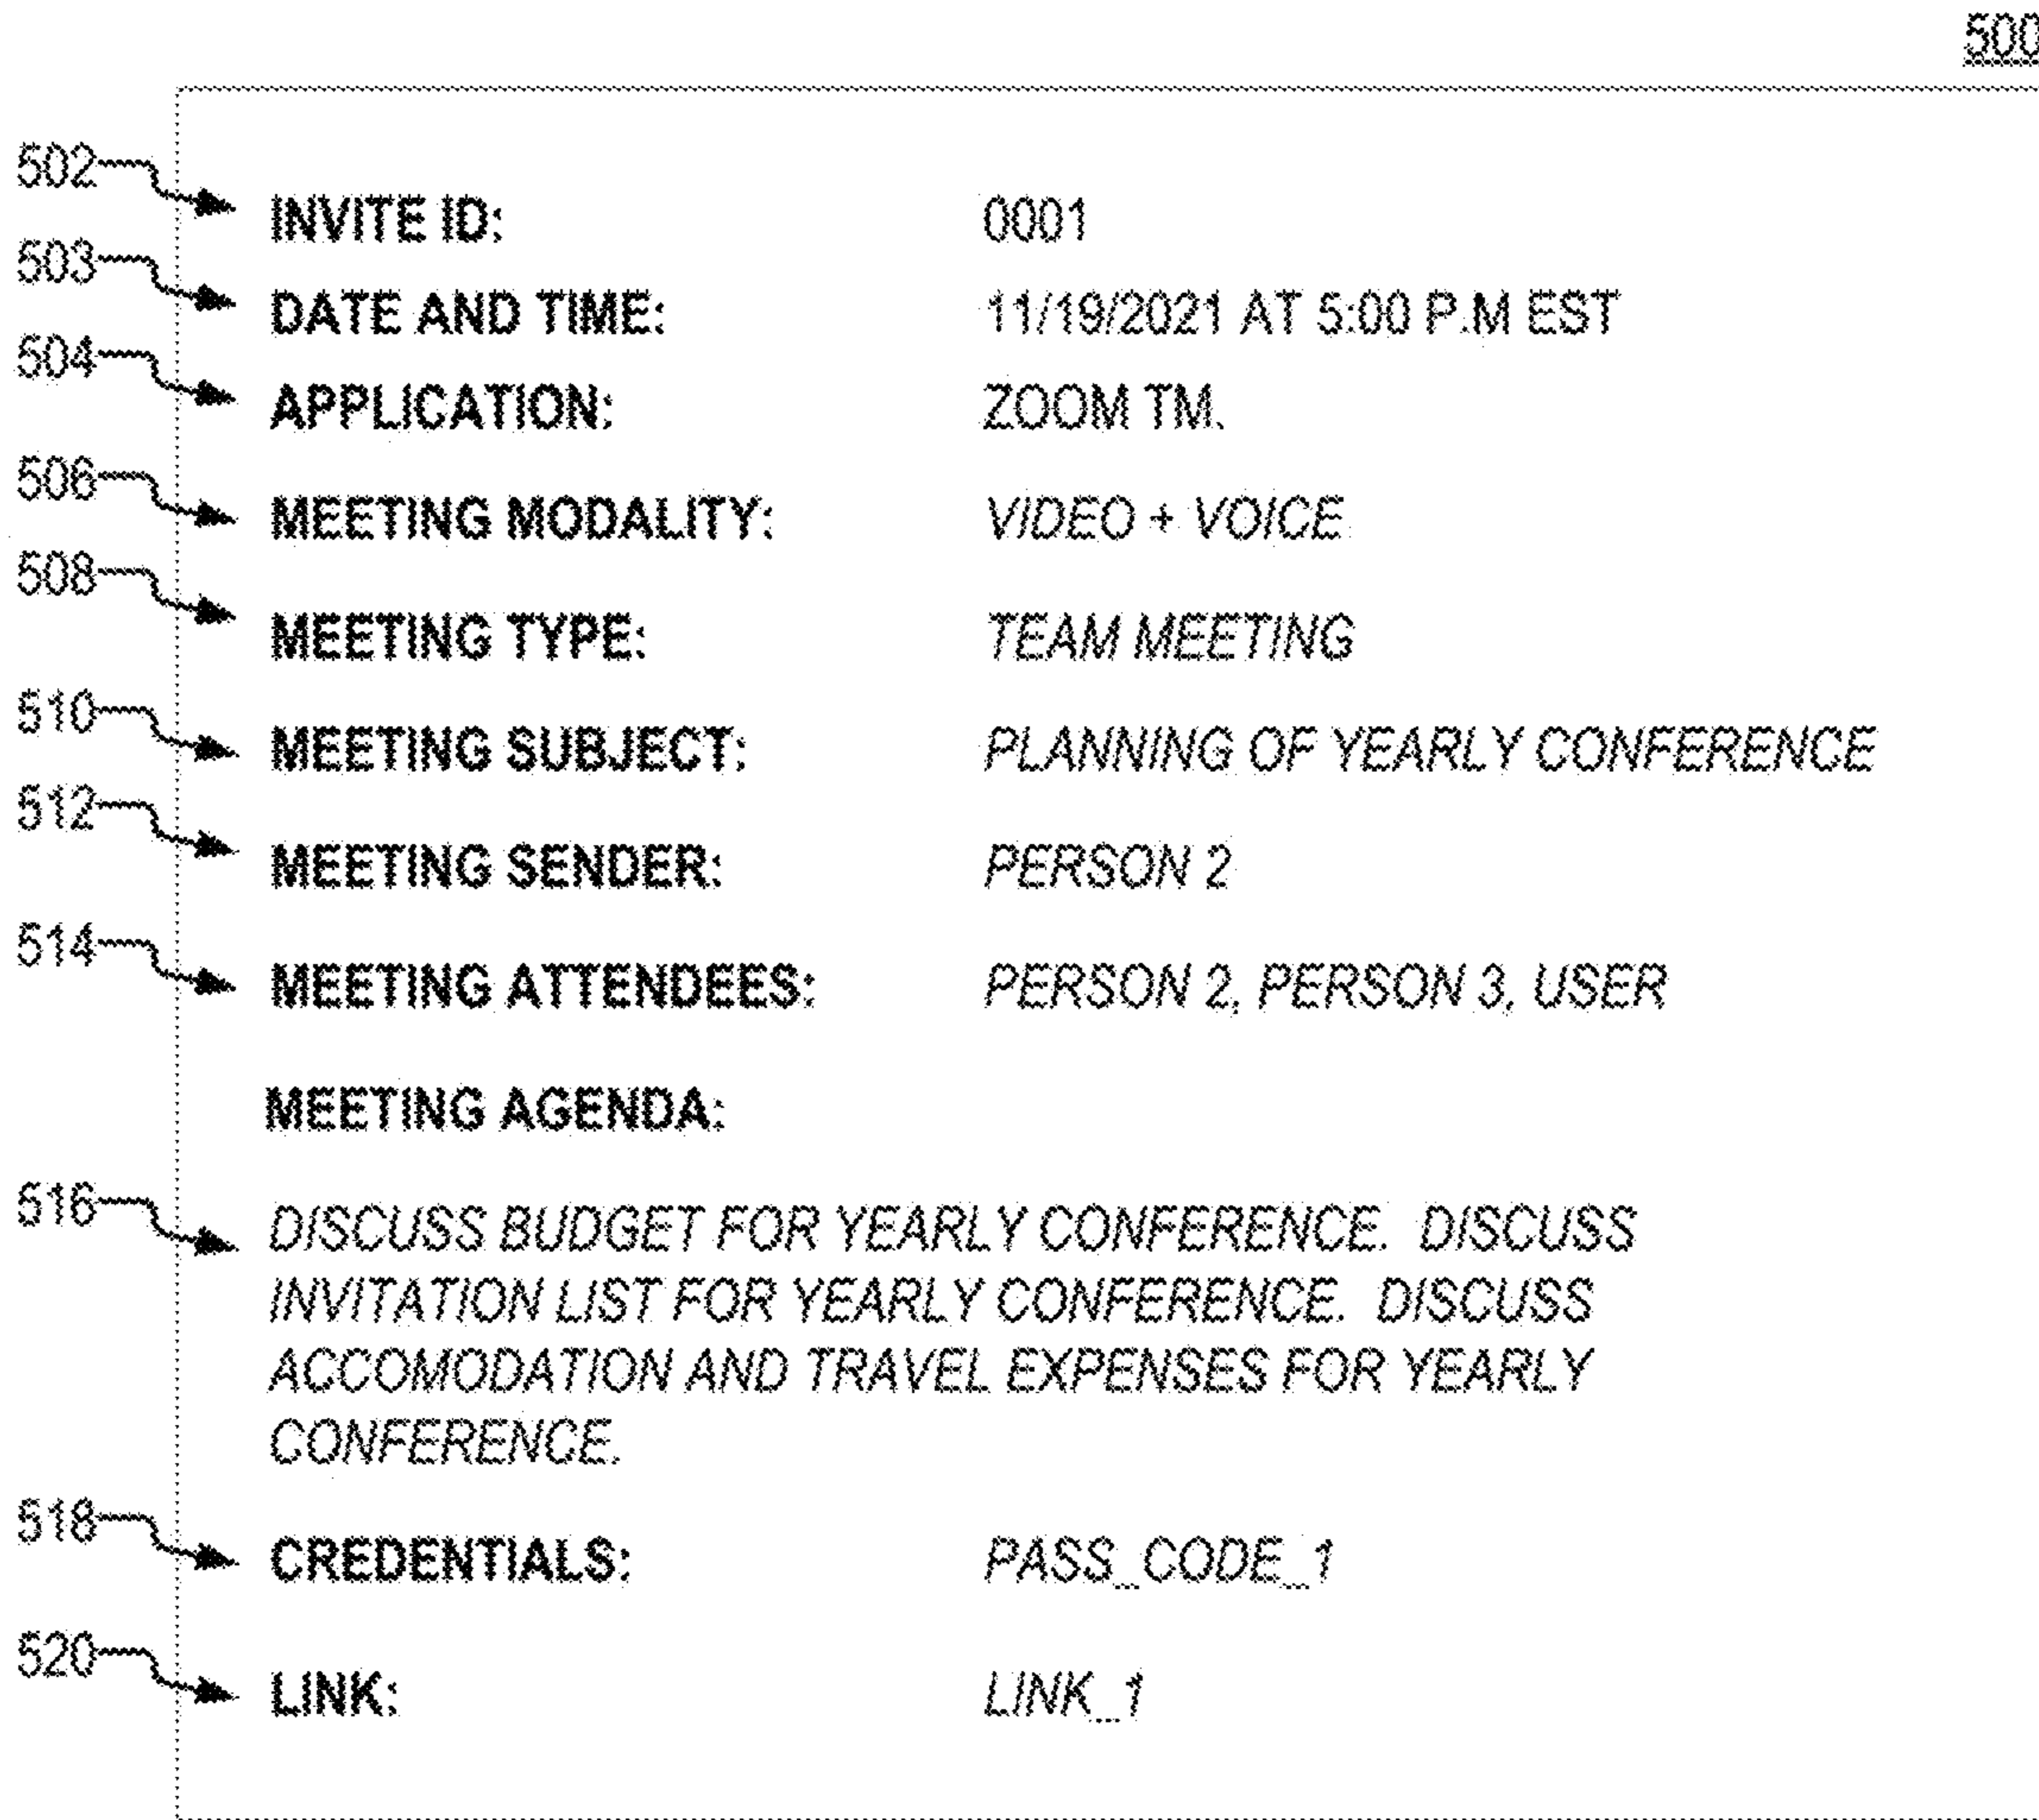 500
502 INVITE ID: 0001
503 DATE AND TIME: 11/19/2021 AT 5:00 P.M EST
504 APPLICATION: ZOOM TM.
506 MEETING MODALITY: VIDEO + VOICE
508 MEETING TYPE: TEAM MEETING
510 MEETING SUBJECT: PLANNING OF YEARLY CONFERENCE
512 MEETING SENDER: PERSON 2
514 MEETING ATTENDEES: PERSON 2, PERSON 3, USER
MEETING AGENDA:
516 DISCUSS BUDGET FOR YEARLY CONFERENCE. DISCUSS
INVITATION LIST FOR YEARLY CONFERENCE. DISCUSS
ACCOMODATION AND TRAVEL EXPENSES FOR YEARLY
CONFERENCE.
518 CREDENTIALS: PASS_CODE_1
520 LINK: LINK_1